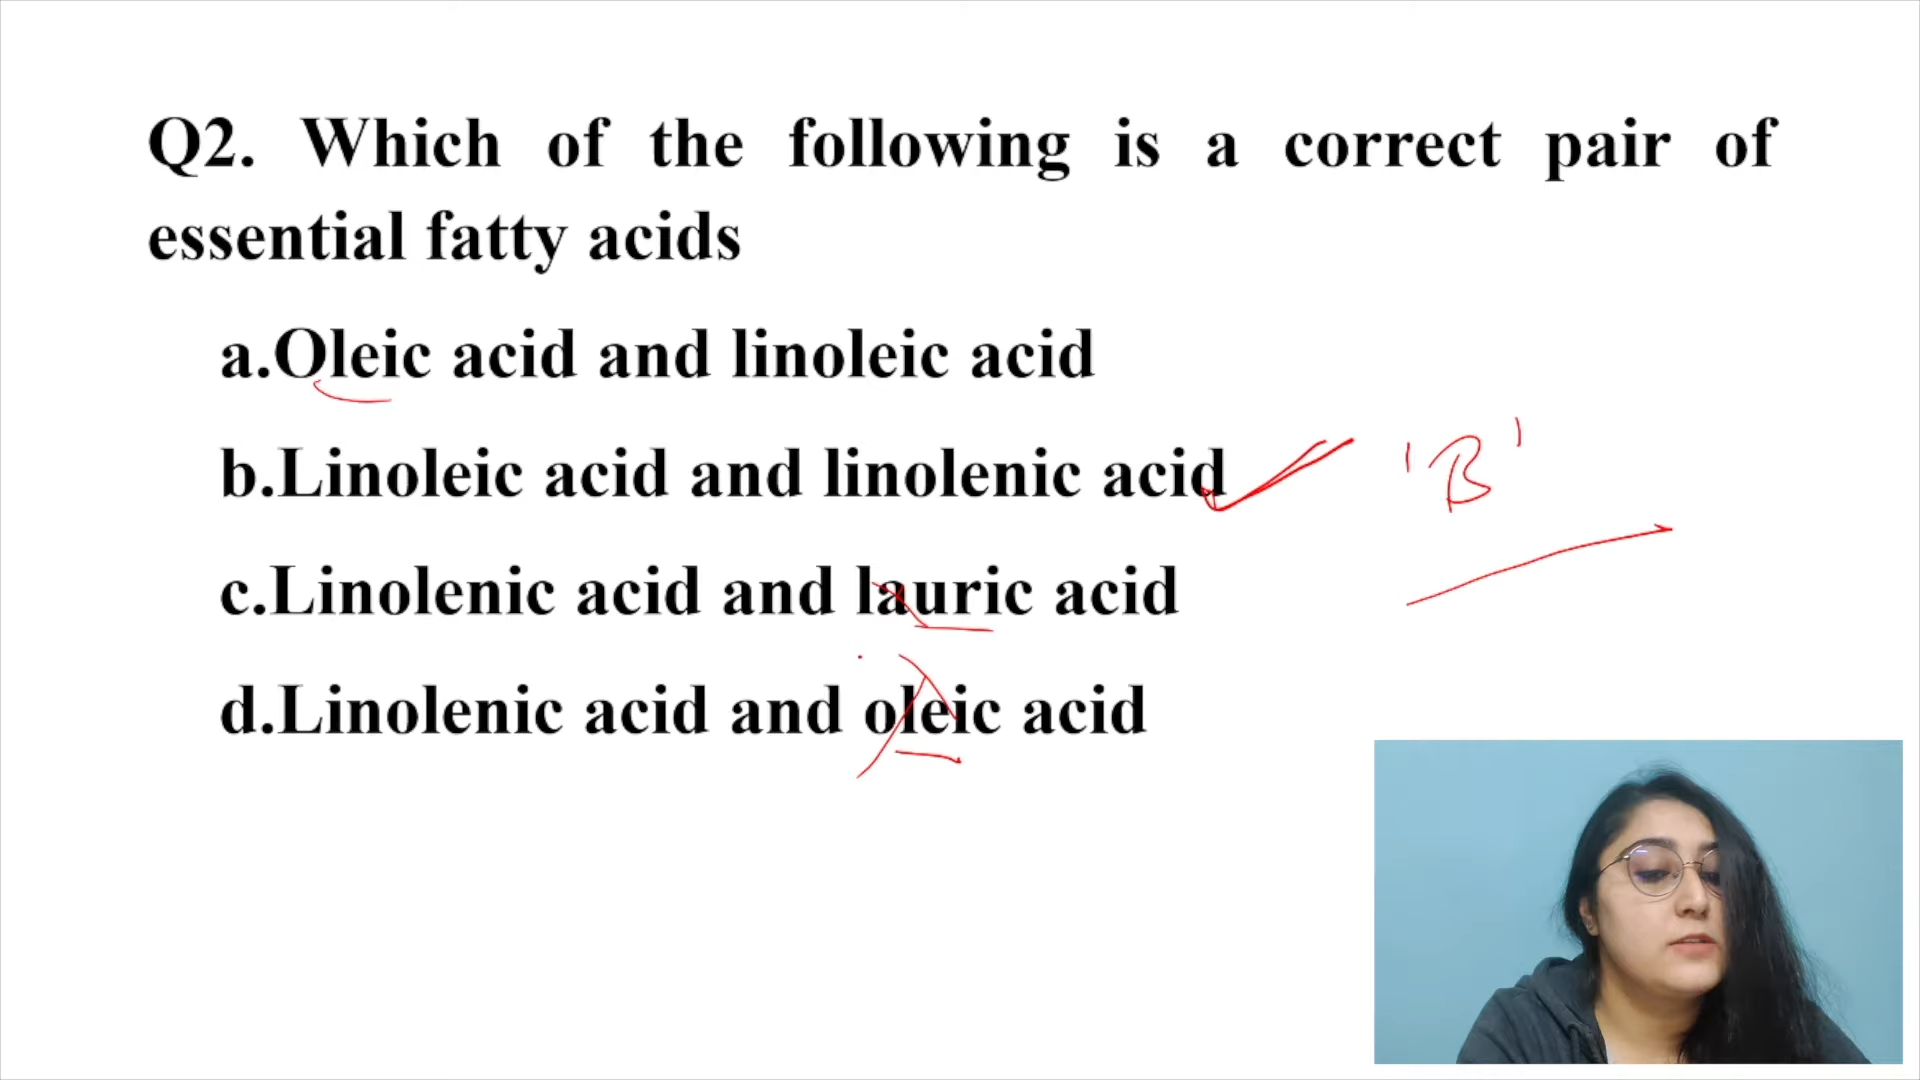 Q2. Which of the following is a correct pair of
essential fatty acids
a.Oleic acid and linoleic acid
b.Linoleic acid and linolenic acid
'B'
c.Linolenic acid and lauric acid
d.Linolenic acid and oleic acid